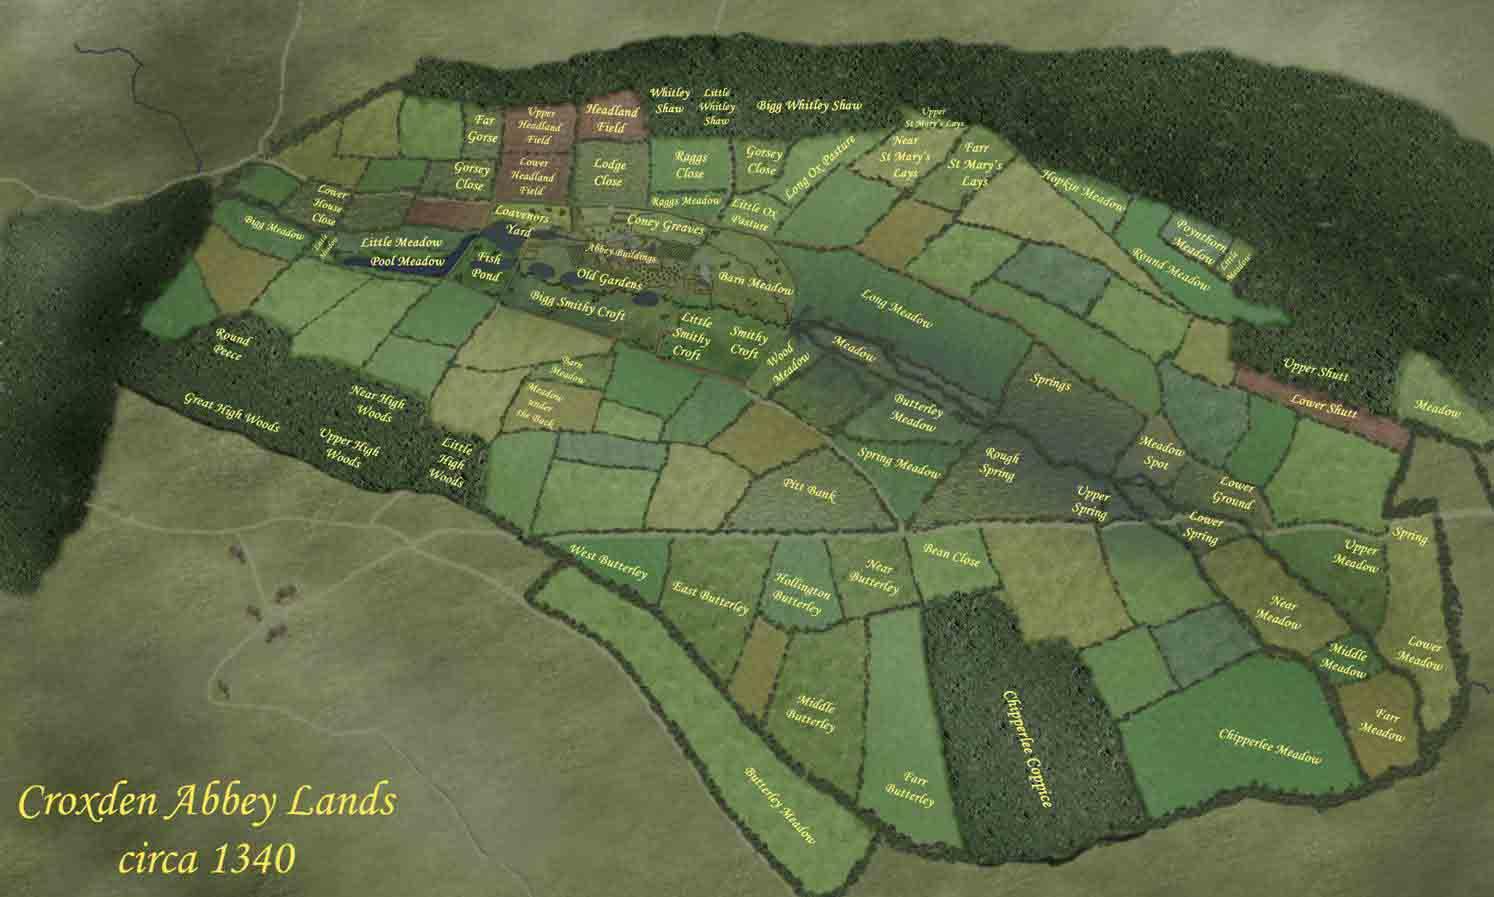 Whitley
Shaw
Little
Whitley
Shaw
Bigg Whitley Shaw
Far
Gorse
Upper
Headland
Field
Headland
Field
Upper
St Mary's Lays
Near
St Mary's
Lays
Farr
St Mary's
Lays
Gorsey
Close
Lower
Headland
Field
Lodge
Close
Raggs
Close
Gorsey
Close
Long Ox Pasture
Hopkin Meadow
Lower
House
Close
Raggs Meadow
Little Ox
Pasture
Bigg Meadow
Little
Meadow
Little Meadow
Pool Meadow
Loavenors
Yard
Coney Greaves
Poynthorn
Meadow
Little
Meadow
Round Meadow
Fish
Pond
Abbey Buildings
Old Gardens
Barn Meadow
Bigg Smithy Croft
Little
Smithy
Croft
Smithy
Croft
Long Meadow
Wood
Meadow
Meadow
Round
Peece
Barn
Meadow
Meadow
under
the Back
Near High
Woods
Great High Woods
Upper High
Woods
Little
High
Woods
Springs
Upper Shutt
Lower Shutt
Meadow
Butterley
Meadow
Spring Meadow
Rough
Spring
Meadow
Spot
Pitt Bank
Upper
Spring
Lower
Ground
Lower
Spring
Spring
West Butterley
East Butterley
Hollington
Butterley
Near
Butterley
Bean Close
Upper
Meadow
Near
Meadow
Lower
Meadow
Middle
Meadow
Middle
Butterley
Chipperlee Coppice
Chipperlee Meadow
Farr
Meadow
Butterley Meadow
Farr
Butterley
Croxden Abbey Lands
circa 1340